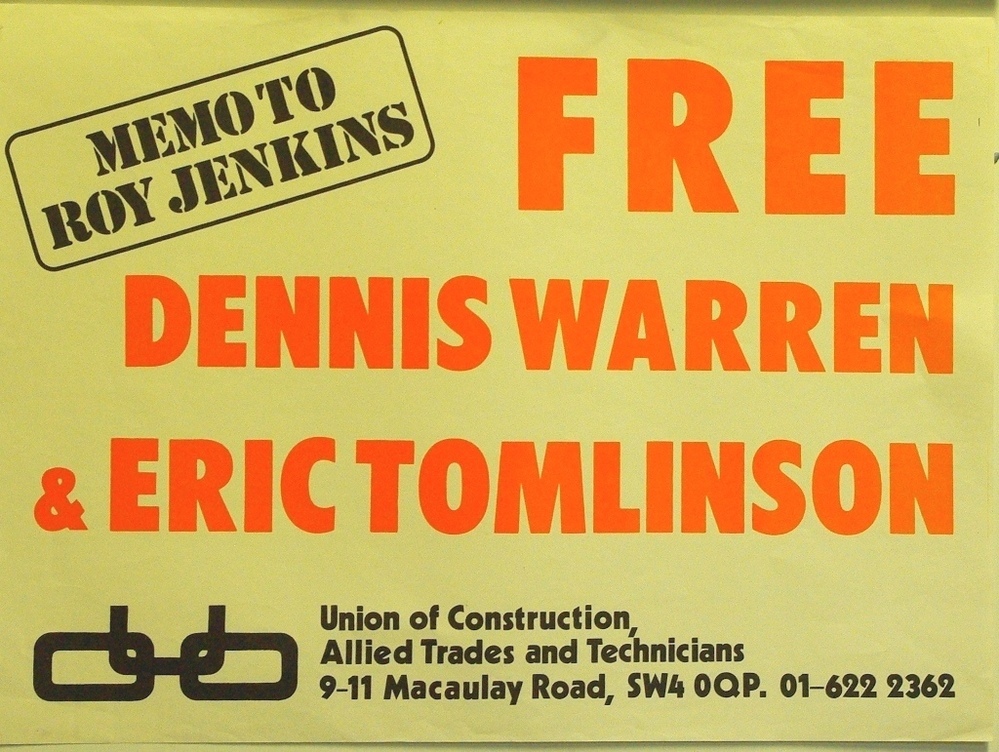 MEMO TO
ROY JENKINS
FREE
DENNIS WARREN
& ERIC TOMLINSON
Union of Construction,
Allied Trades and Technicians
9-11 Macaulay Road, SW4 0QP. 01-622 2362